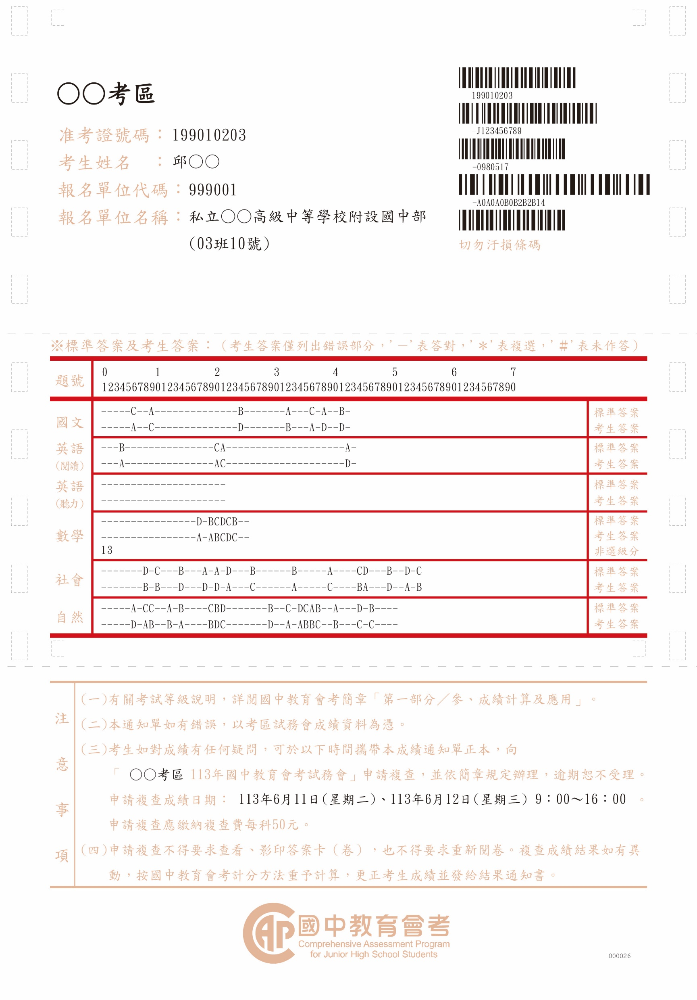 ○○考區
准考證號碼：199010203
考生姓名　：邱○○
報名單位代碼：999001
報名單位名稱：私立○○高級中等學校附設國中部
（03班10號）
199010203
-J123456789
-0980517
-A0A0A0B0B2B2B14
切勿汙損條碼
※標準答案及考生答案：（考生答案僅列出錯誤部分，'－'表答對，'＊'表複選，'＃'表未作答）
題號
0 1 2 3 4 5 6 7
1234567890123456789012345678901234567890123456789012345678901234567890
國文
-----C--A--------------B-------A---C-A--B- 標準答案
-----A--C--------------D-------B---A-D--D- 考生答案
英語
（閱讀）
---B---------------CA--------------------A- 標準答案
---A---------------AC--------------------D- 考生答案
英語
（聽力）
--------------------- 標準答案
--------------------- 考生答案
數學
----------------D-BCDCB-- 標準答案
----------------A-ABCDC-- 考生答案
13 非選級分
社會
-------D-C---B---A-A-D---B------B-----A----CD---B--D-C 標準答案
-------B-B---D---D-D-A---C------A-----C----BA---D--A-B 考生答案
自然
-----A-CC--A-B----CBD-------B--C-DCAB--A---D-B---- 標準答案
-----D-AB--B-A----BDC-------D--A-ABBC--B---C-C---- 考生答案
注意事項
(一)有關考試等級說明，詳閱國中教育會考簡章「第一部分／參、成績計算及應用」。
(二)本通知單如有錯誤，以考區試務會成績資料為憑。
(三)考生如對成績有任何疑問，可於以下時間攜帶本成績通知單正本，向
「 ○○考區 113年國中教育會考試務會」申請複查，並依簡章規定辦理，逾期恕不受理。
申請複查成績日期： 113年6月11日(星期二)、113年6月12日(星期三) 9：00～16：00 。
申請複查應繳納複查費每科50元。
(四)申請複查不得要求查看、影印答案卡（卷），也不得要求重新閱卷。複查成績結果如有異
動，按國中教育會考計分方法重予計算，更正考生成績並發給結果通知書。
CAP
國中教育會考
Comprehensive Assessment Program
for Junior High School Students
000026